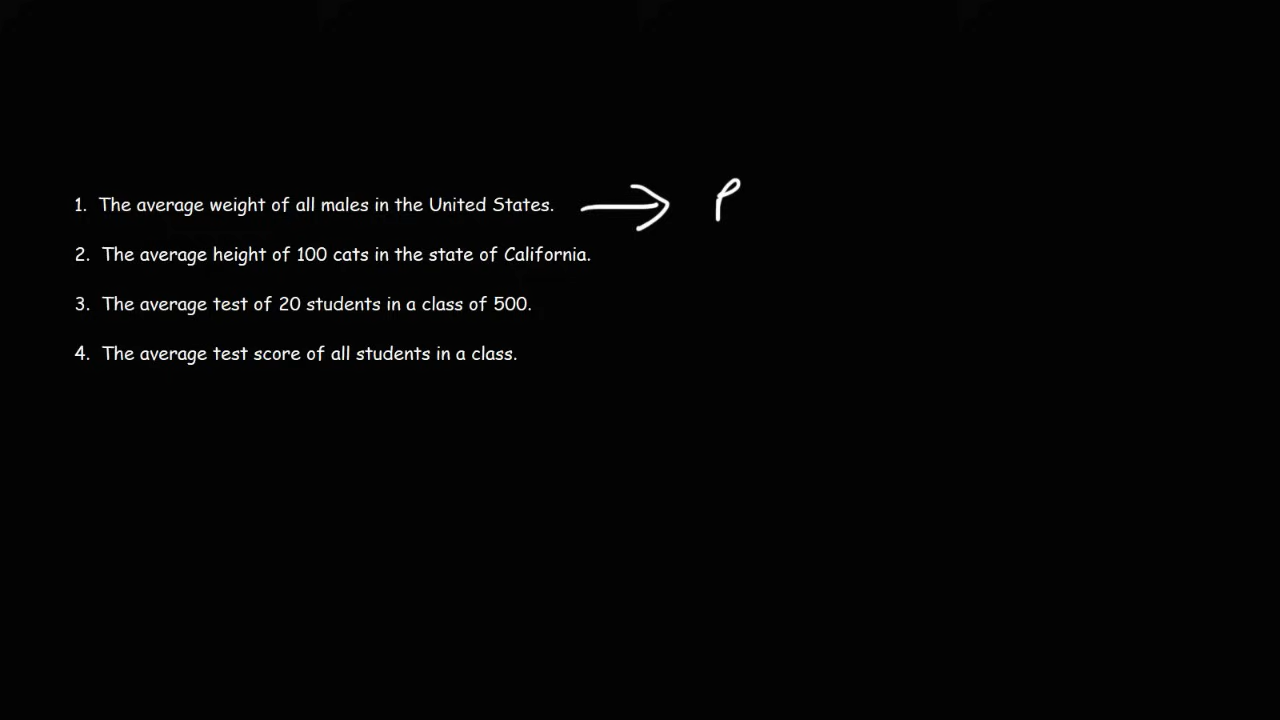 1. The average weight of all males in the United States. → P
2. The average height of 100 cats in the state of California.
3. The average test of 20 students in a class of 500.
4. The average test score of all students in a class.